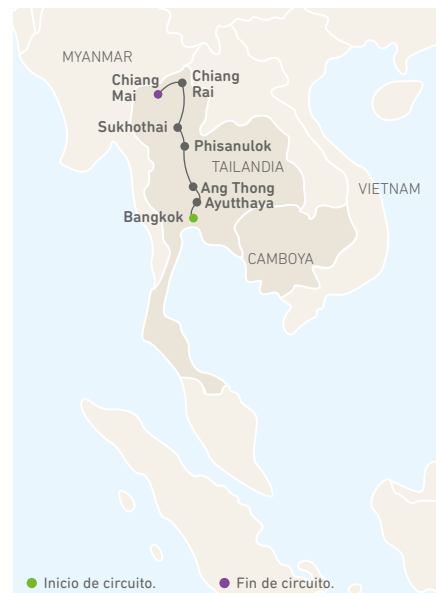 MYANMAR
Chiang
Mai
Chiang
Rai
Sukhothai
Phisanulok
TAILANDIA
Ang Thong
Ayutthaya
VIETNAM
Bangkok
CAMBOYA
Inicio de circuito.
Fin de circuito.